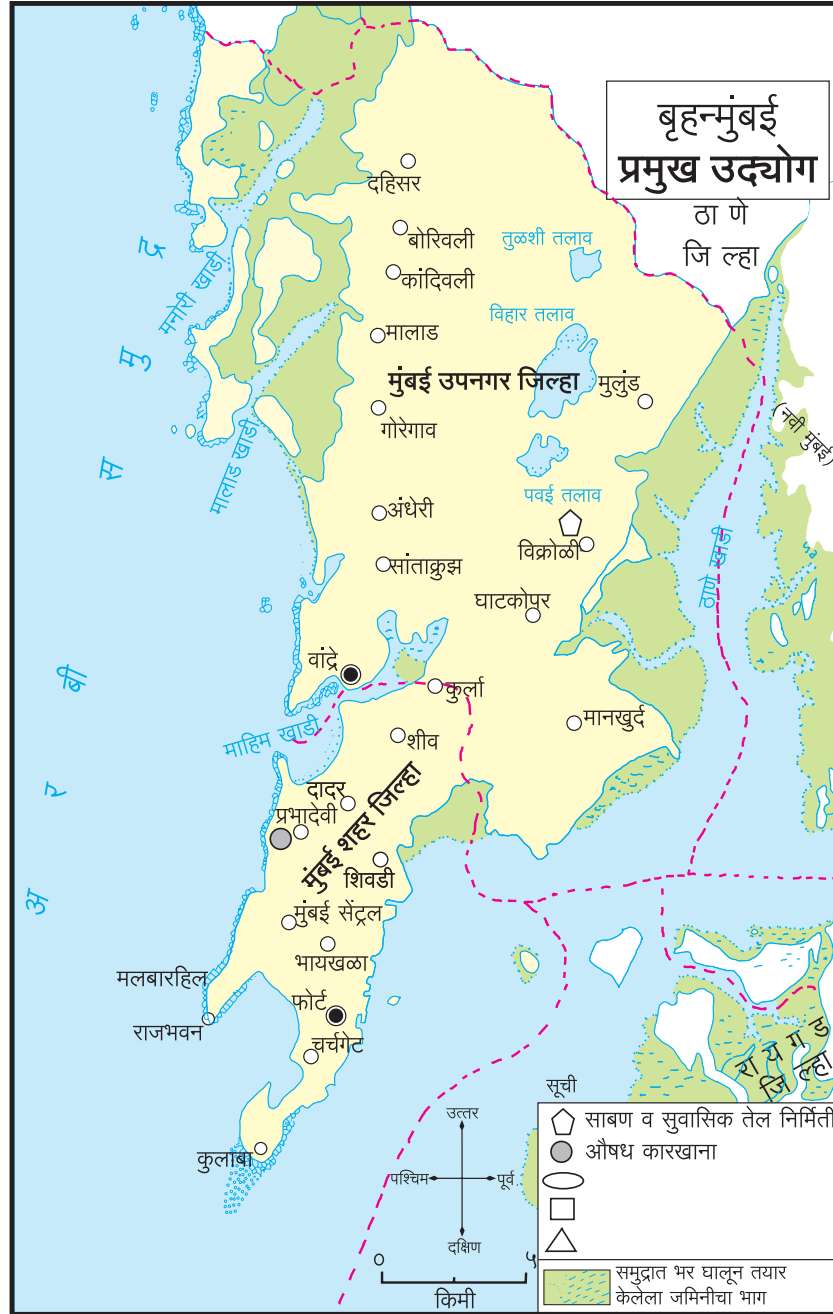 बृहन्मुंबई
प्रमुख उद्योग
ठा णे
जि ल्हा
दहिसर
बोरिवली
तुळशी तलाव
कांदिवली
मनोरी खाडी
विहार तलाव
मालाड
मुंबई उपनगर जिल्हा
मुलुंड
गोरेगाव
(नवी मुंबई)
मालाड खाडी
पवई तलाव
अंधेरी
विक्रोळी
सांताक्रुझ
ठाणे खाडी
घाटकोपर
वांद्रे
कुर्ला
मानखुर्द
माहिम खाडी
शीव
दादर
प्रभादेवी
मुंबई शहर जिल्हा
शिवडी
अ र बी स मु द्र
मुंबई सेंट्रल
भायखळा
मलबारहिल
फोर्ट
राजभवन
चर्चगेट
रा य ग ड
जि ल्हा
कुलाबा
उत्तर
पश्चिम
पूर्व
दक्षिण
० ५
किमी
सूची
साबण व सुवासिक तेल निर्मिती
औषध कारखाना
समुद्रात भर घालून तयार
केलेला जमिनीचा भाग